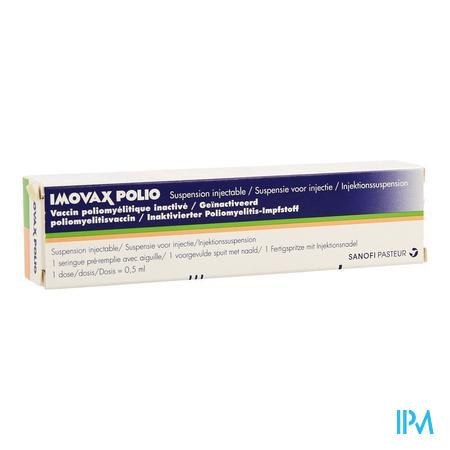 IMOVAX POLIO Suspension injectable / Suspensie voor injectie / Injektionssuspension
Vaccin poliomyélitique inactivé / Geïnactiveerd
poliomyelitisvaccin / Inaktivierter Poliomyelitis-Impfstoff
Suspension injectable/ Suspensie voor injectie/ Injektionssuspension
1 seringue pré-remplie avec aiguille/ 1 voorgevulde spuit met naald/ 1 Fertigspritze mit Injektionsnadel
1 dose/dosis/Dosis = 0,5 ml
SANOFI PASTEUR
OVAX POLIO
IPM